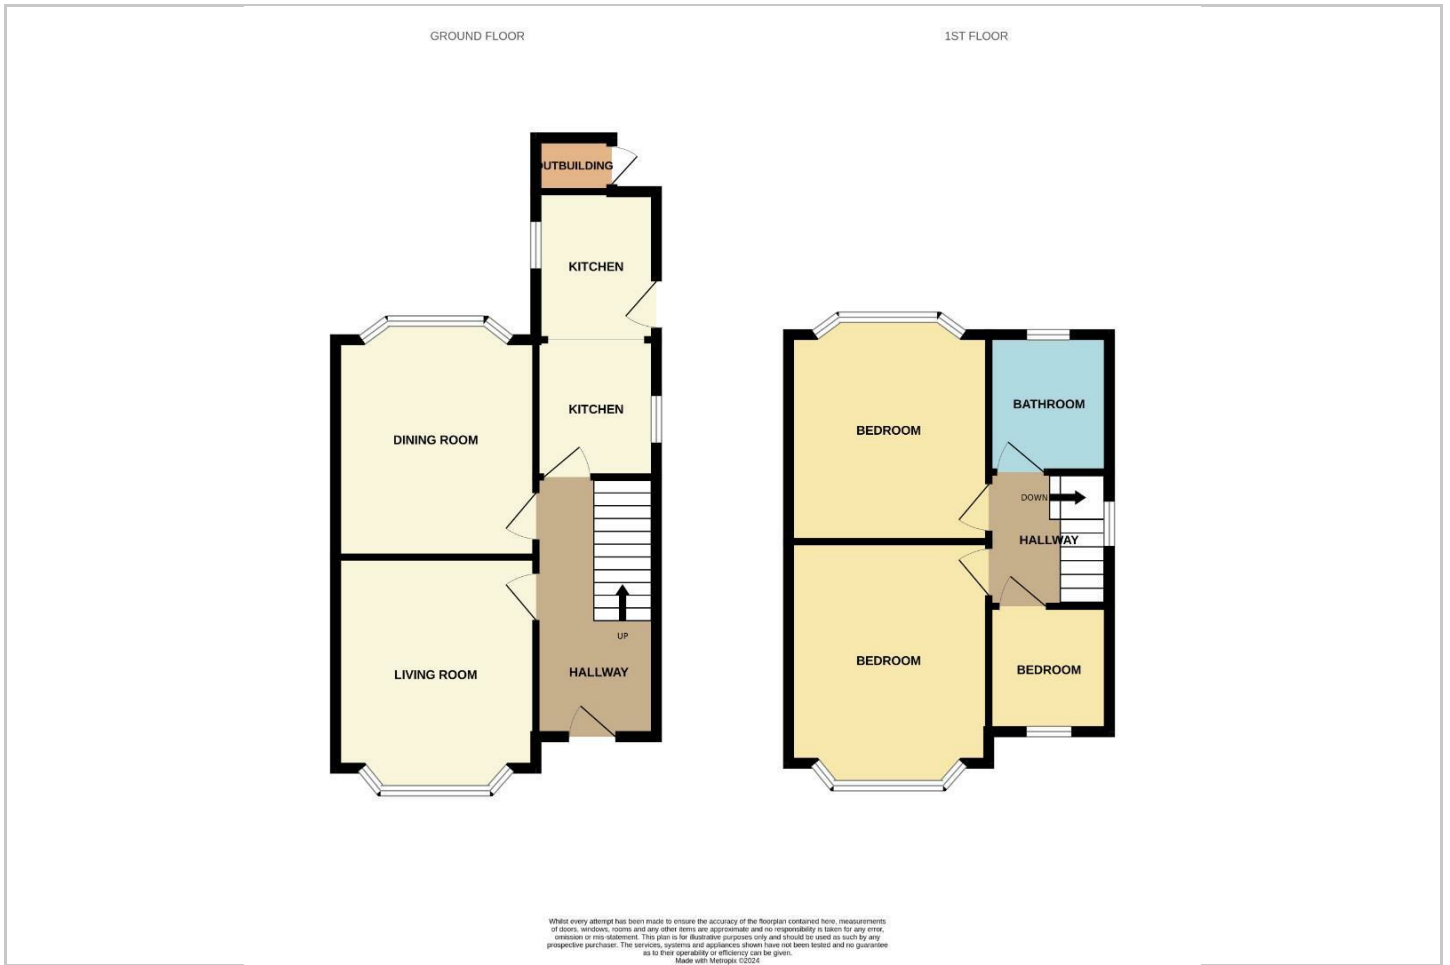 GROUND FLOOR
1ST FLOOR
UTBUILDING
KITCHEN
KITCHEN
DINING ROOM
LIVING ROOM
UP
HALLWAY
BEDROOM
BATHROOM
DOWN
HALLWAY
BEDROOM
BEDROOM
Whilst every attempt has been made to ensure the accuracy of the floorplan contained here, measurements
of doors, windows, rooms and any other items are approximate and no responsibility is taken for any error,
omission or mis-statement. This plan is for illustrative purposes only and should be used as such by any
prospective purchaser. The services, systems and appliances shown have not been tested and no guarantee
as to their operability or efficiency can be given.
Made with Metropix ©2024